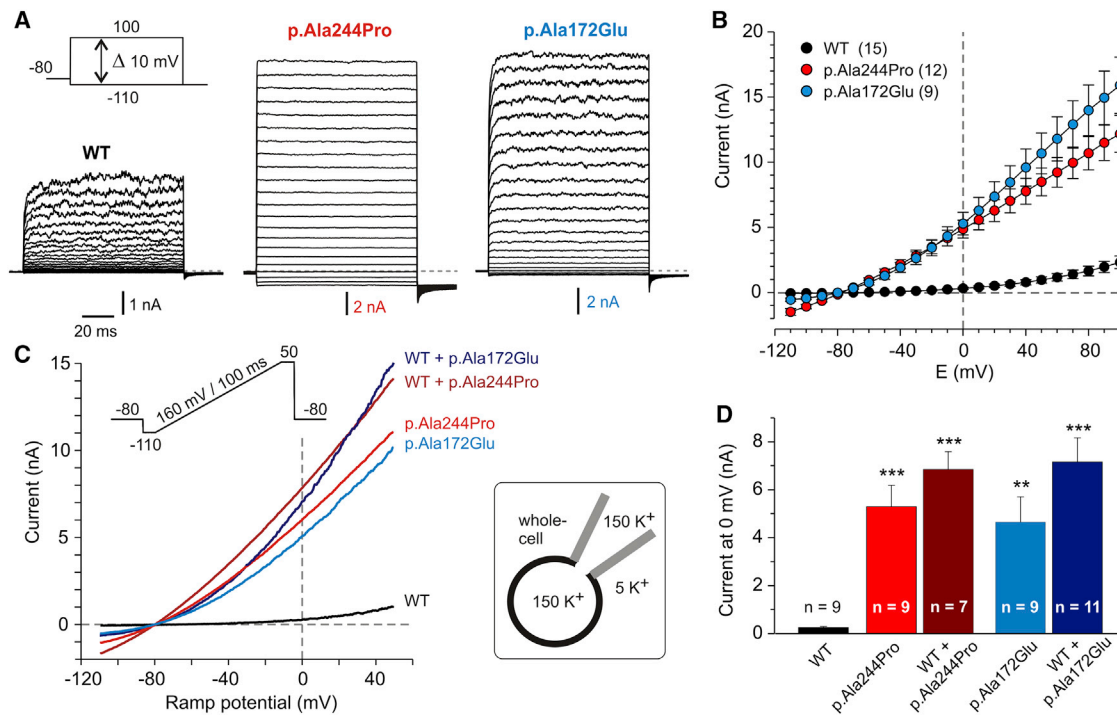 A
100
-80
Δ 10 mV
-110
WT
1 nA
20 ms
p.Ala244Pro
2 nA
p.Ala172Glu
2 nA
B
20
15
10
5
0
Current (nA)
WT (15)
p.Ala244Pro (12)
p.Ala172Glu (9)
-120
-80
-40
0
40
80
E (mV)
C
15
10
5
0
Current (nA)
50
-80
160 mV / 100 ms
-80
-110
WT + p.Ala172Glu
WT + p.Ala244Pro
p.Ala244Pro
p.Ala172Glu
WT
-120
-80
-40
0
40
Ramp potential (mV)
whole-
cell
150 K+
150 K+
5 K+
D
8
6
4
2
0
Current at 0 mV (nA)
***
***
**
***
n = 9
n = 9
n = 7
n = 9
n = 11
WT
p.Ala244Pro
WT +
p.Ala244Pro
p.Ala172Glu
WT +
p.Ala172Glu